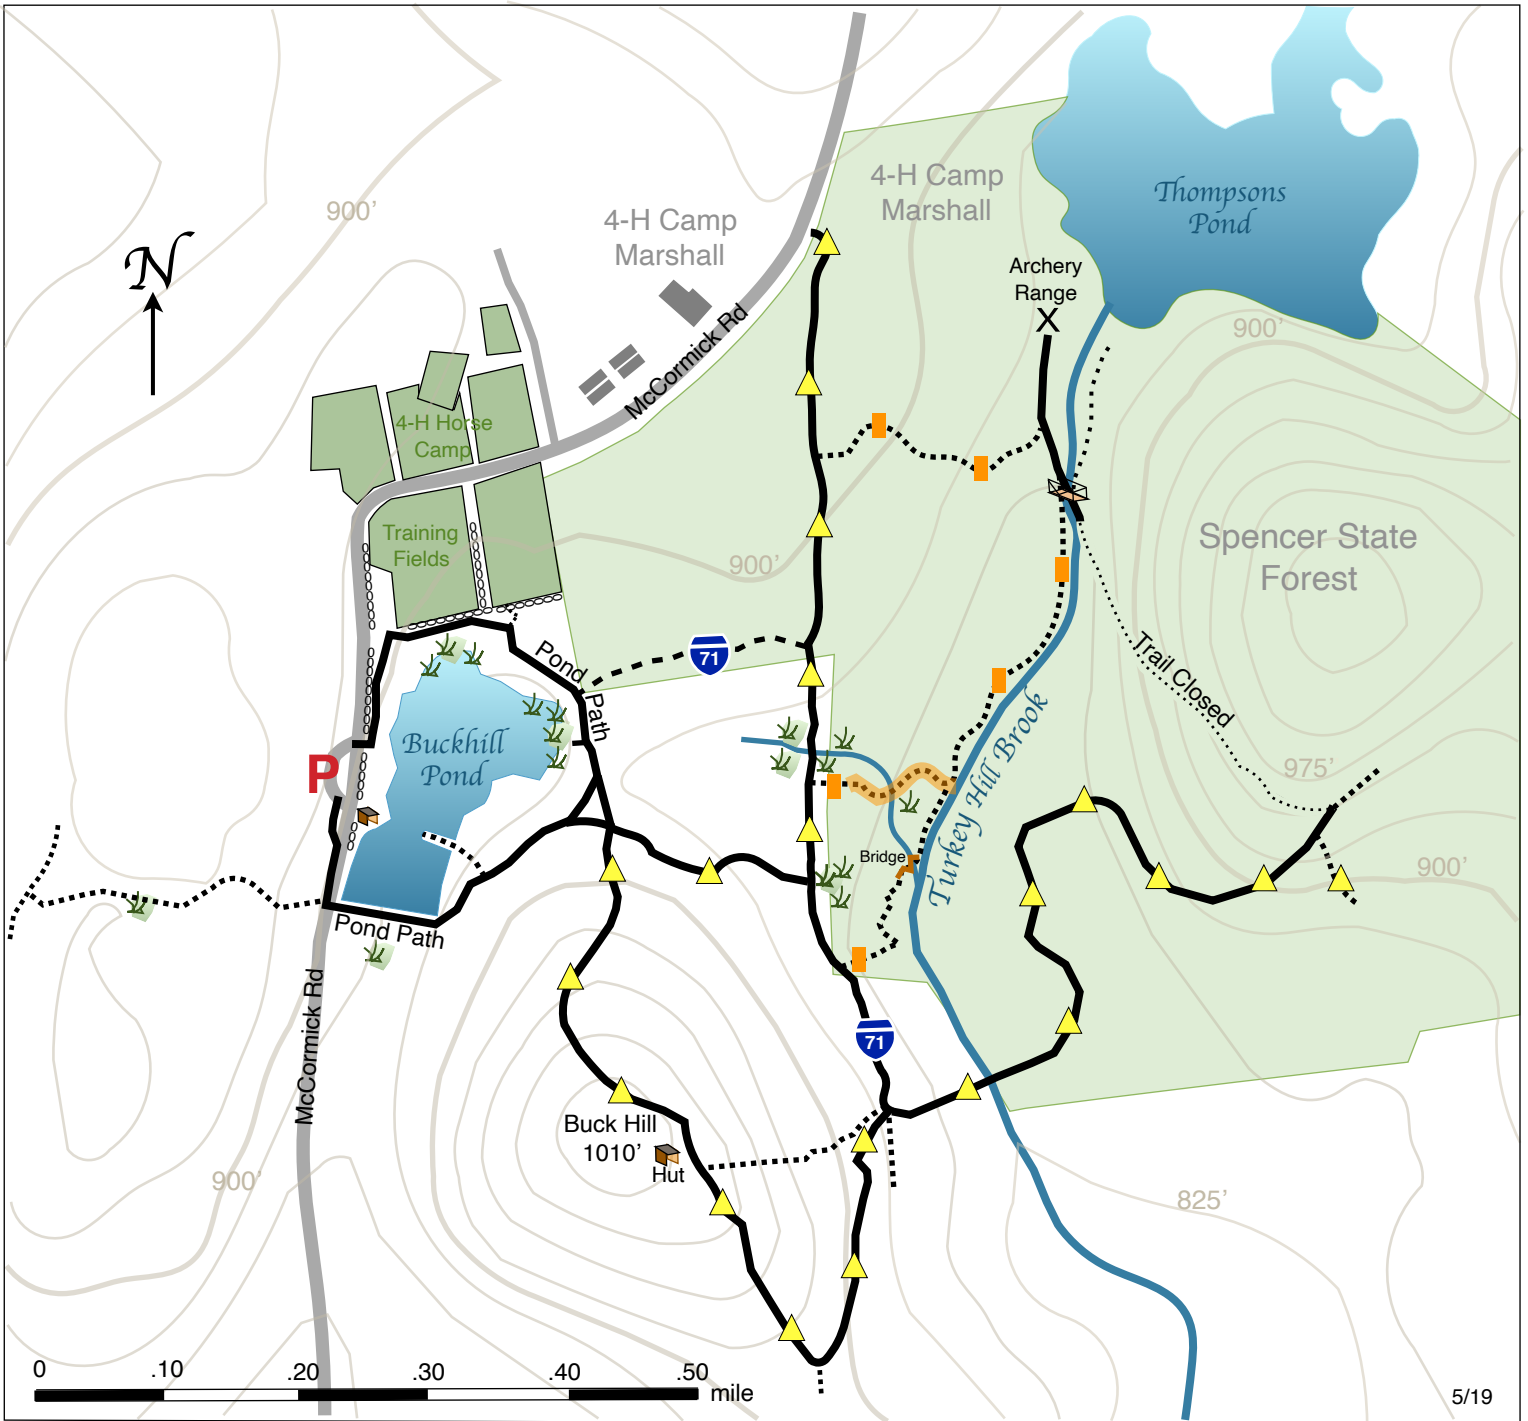 4-H Camp
Marshall
Thompsons
Pond
900’
4-H Camp
Marshall
N
Archery
Range
X
McCormick Rd
900’
4-H Horse
Camp
Training
Fields
900’
Spencer State
Forest
Pond
Path
71
Trail Closed
Buckhill
Pond
P
Turkey Hill Brook
975’
Bridge
900’
Pond Path
McCormick Rd
71
Buck Hill
1010’
Hut
900’
825’
0 .10 .20 .30 .40 .50
mile
5/19